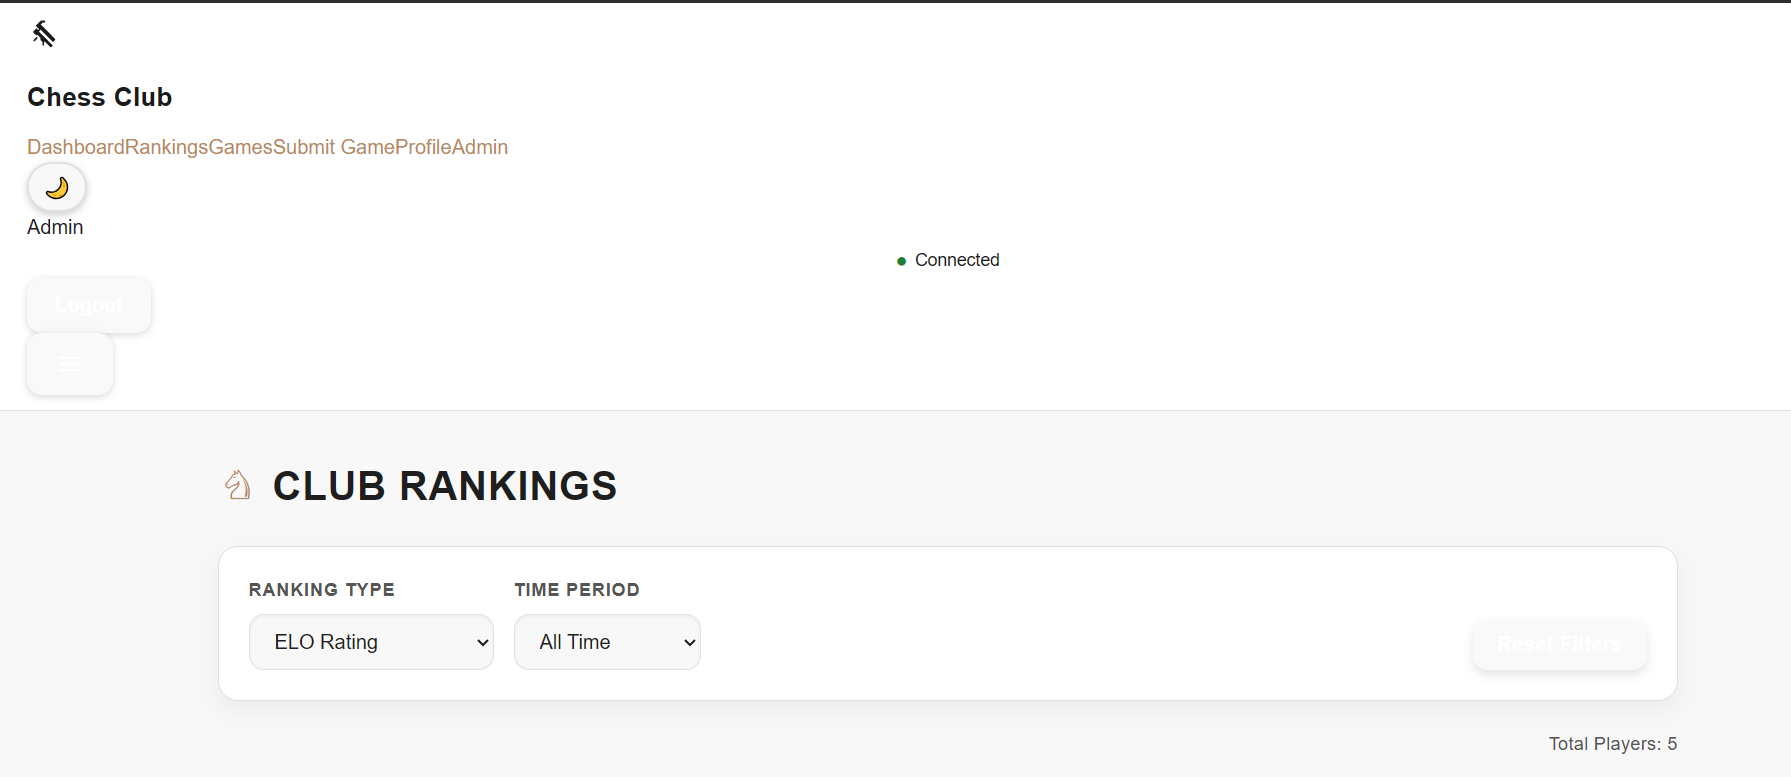 Chess Club
DashboardRankingsGamesSubmit GameProfileAdmin
Admin
Connected
Logout
CLUB RANKINGS
RANKING TYPE
TIME PERIOD
ELO Rating
All Time
Reset Filters
Total Players: 5